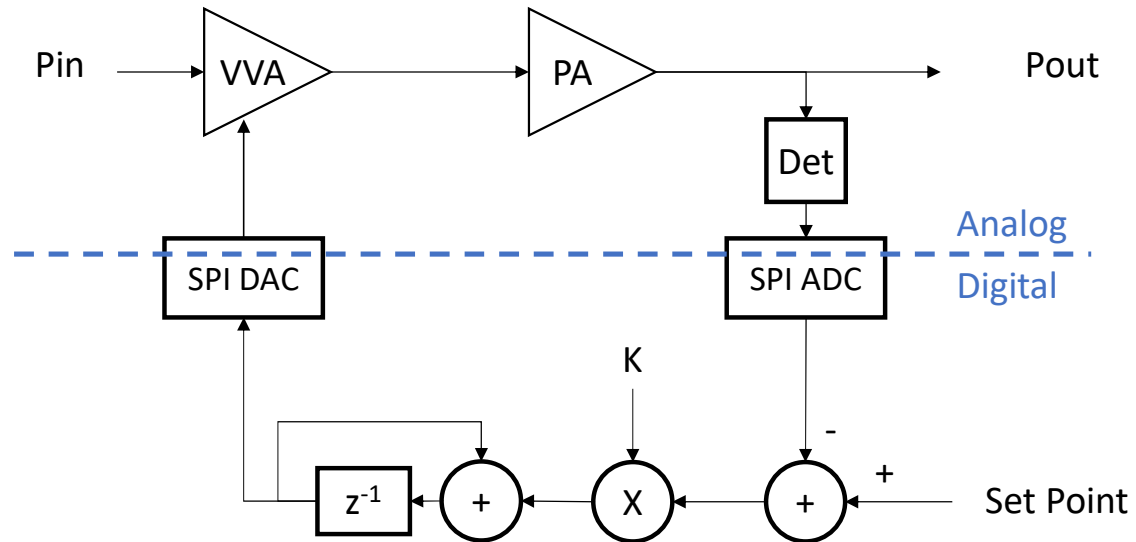 Pin
VVA
PA
Pout
Det
Analog
SPI DAC
SPI ADC
Digital
K
-
+
z⁻¹
+
X
+
Set Point